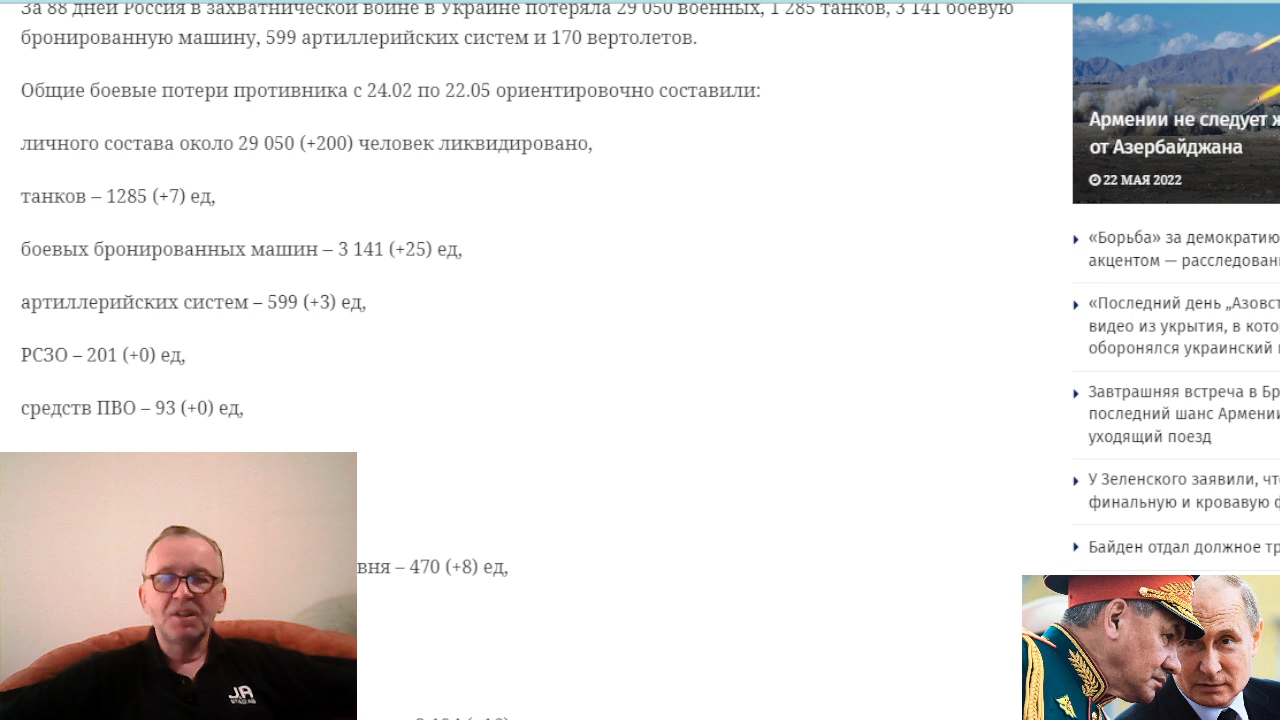 За 88 дней Россия в захватнической войне в Украине потеряла 29 050 военных, 1 285 танков, 3 141 боевую
бронированную машину, 599 артиллерийских систем и 170 вертолетов.
Общие боевые потери противника с 24.02 по 22.05 ориентировочно составили:
личного состава около 29 050 (+200) человек ликвидировано,
танков – 1285 (+7) ед,
боевых бронированных машин – 3 141 (+25) ед,
артиллерийских систем – 599 (+3) ед,
РСЗО – 201 (+0) ед,
средств ПВО – 93 (+0) ед,
вня – 470 (+8) ед,
JA
Армении не следует ж
от Азербайджана
22 МАЯ 2022
«Борьба» за демократию
акцентом — расследован
«Последний день „Азовст
видео из укрытия, в кото
оборонялся украинский
Завтрашняя встреча в Бр
последний шанс Армении
уходящий поезд
У Зеленского заявили, чт
финальную и кровавую ф
Байден отдал должное тр